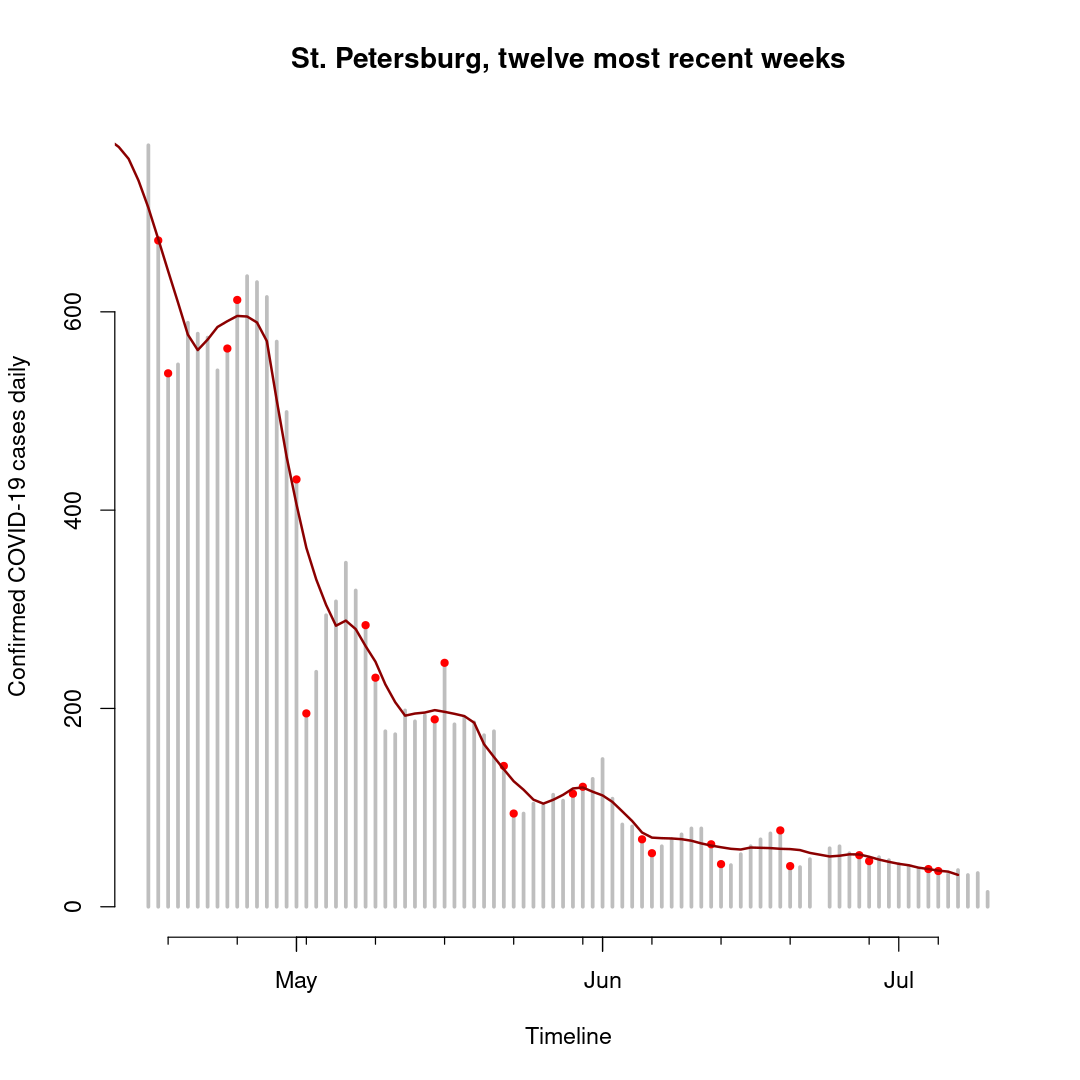 St. Petersburg, twelve most recent weeks
Confirmed COVID-19 cases daily
600
400
200
0
May
Jun
Jul
Timeline